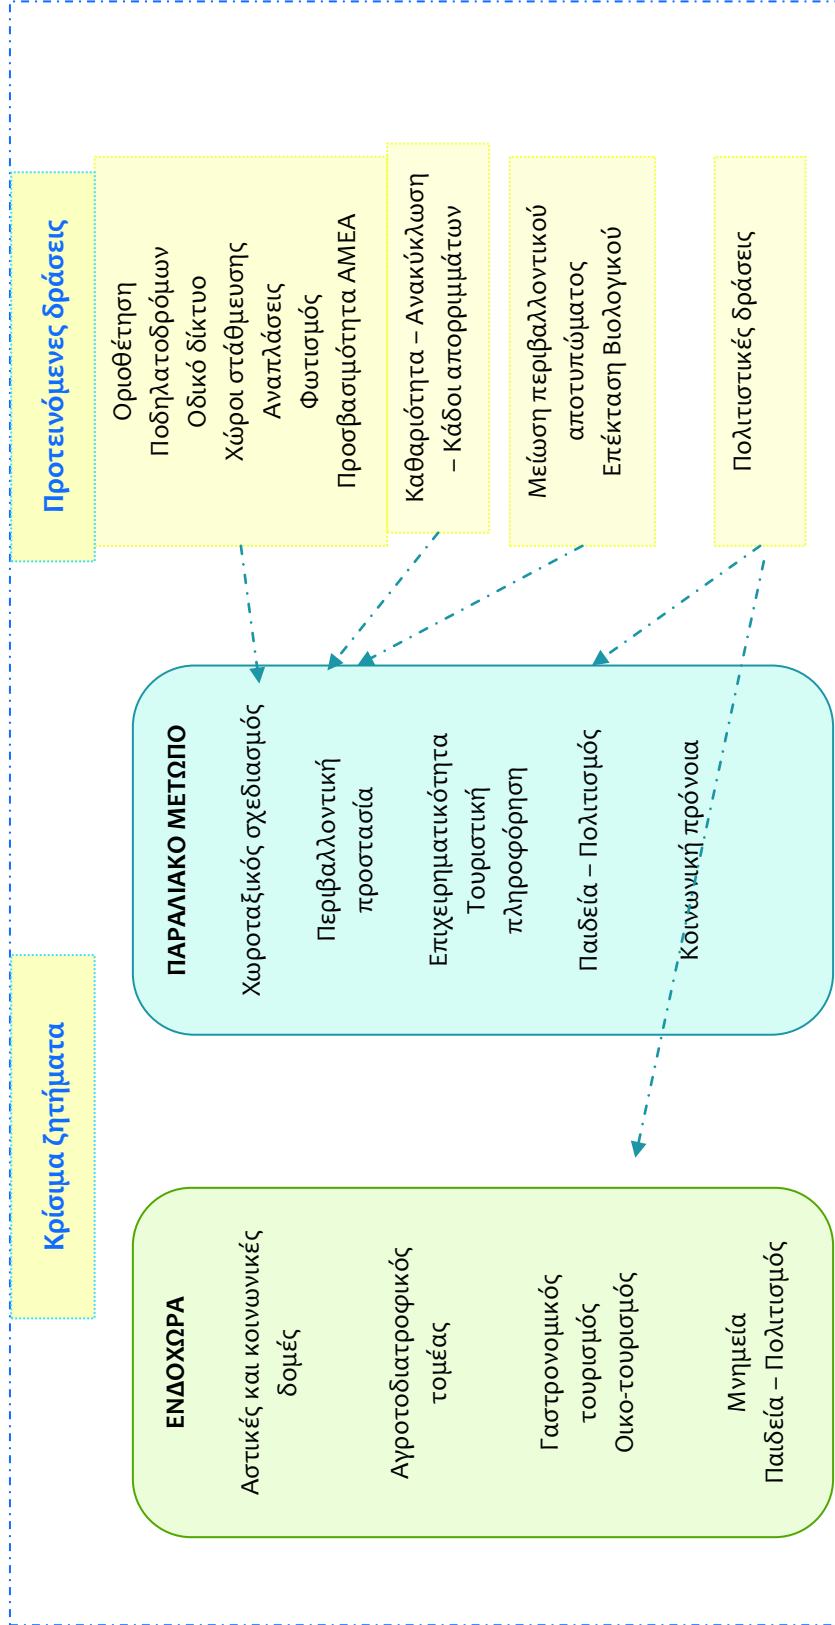 Κρίσιμα ζητήματα
Προτεινόμενες δράσεις
ΕΝΔΟΧΩΡΑ
Αστικές και κοινωνικές
δομές
Αγροτοδιατροφικός
τομέας
Γαστρονομικός
τουρισμός
Οικο-τουρισμός
Μνημεία
Παιδεία – Πολιτισμός
ΠΑΡΑΛΙΑΚΟ ΜΕΤΩΠΟ
Χωροταξικός σχεδιασμός
Περιβαλλοντική
προστασία
Επιχειρηματικότητα
Τουριστική
πληροφόρηση
Παιδεία – Πολιτισμός
Κοινωνική πρόνοια
Οριοθέτηση
Ποδηλατοδρόμων
Οδικό δίκτυο
Χώροι στάθμευσης
Αναπλάσεις
Φωτισμός
Προσβασιμότητα ΑΜΕΑ
Καθαριότητα – Ανακύκλωση
– Κάδοι απορριμμάτων
Μείωση περιβαλλοντικού
αποτυπώματος
Επέκταση Βιολογικού
Πολιτιστικές δράσεις